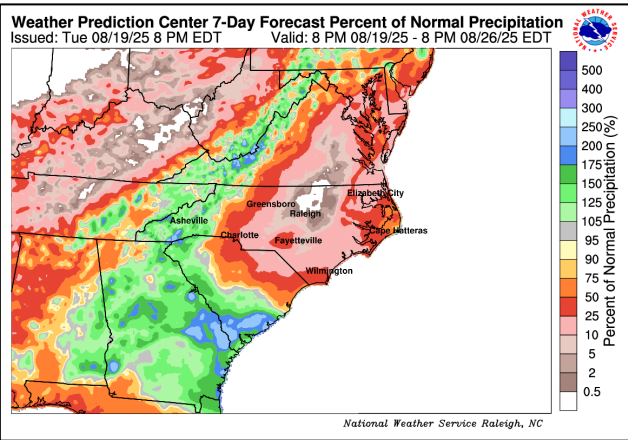 Weather Prediction Center 7-Day Forecast Percent of Normal Precipitation
Issued: Tue 08/19/25 8 PM EDT Valid: 8 PM 08/19/25 - 8 PM 08/26/25 EDT
NATIONAL WEATHER SERVICE
500
400
300
250
200
175
150
125
105
95
90
75
50
25
10
5
2
0.5
Percent of Normal Precipitation (%)
Elizabeth City
Greensboro
Raleigh
Asheville
Cape Hatteras
Charlotte
Fayetteville
Wilmington
National Weather Service Raleigh, NC